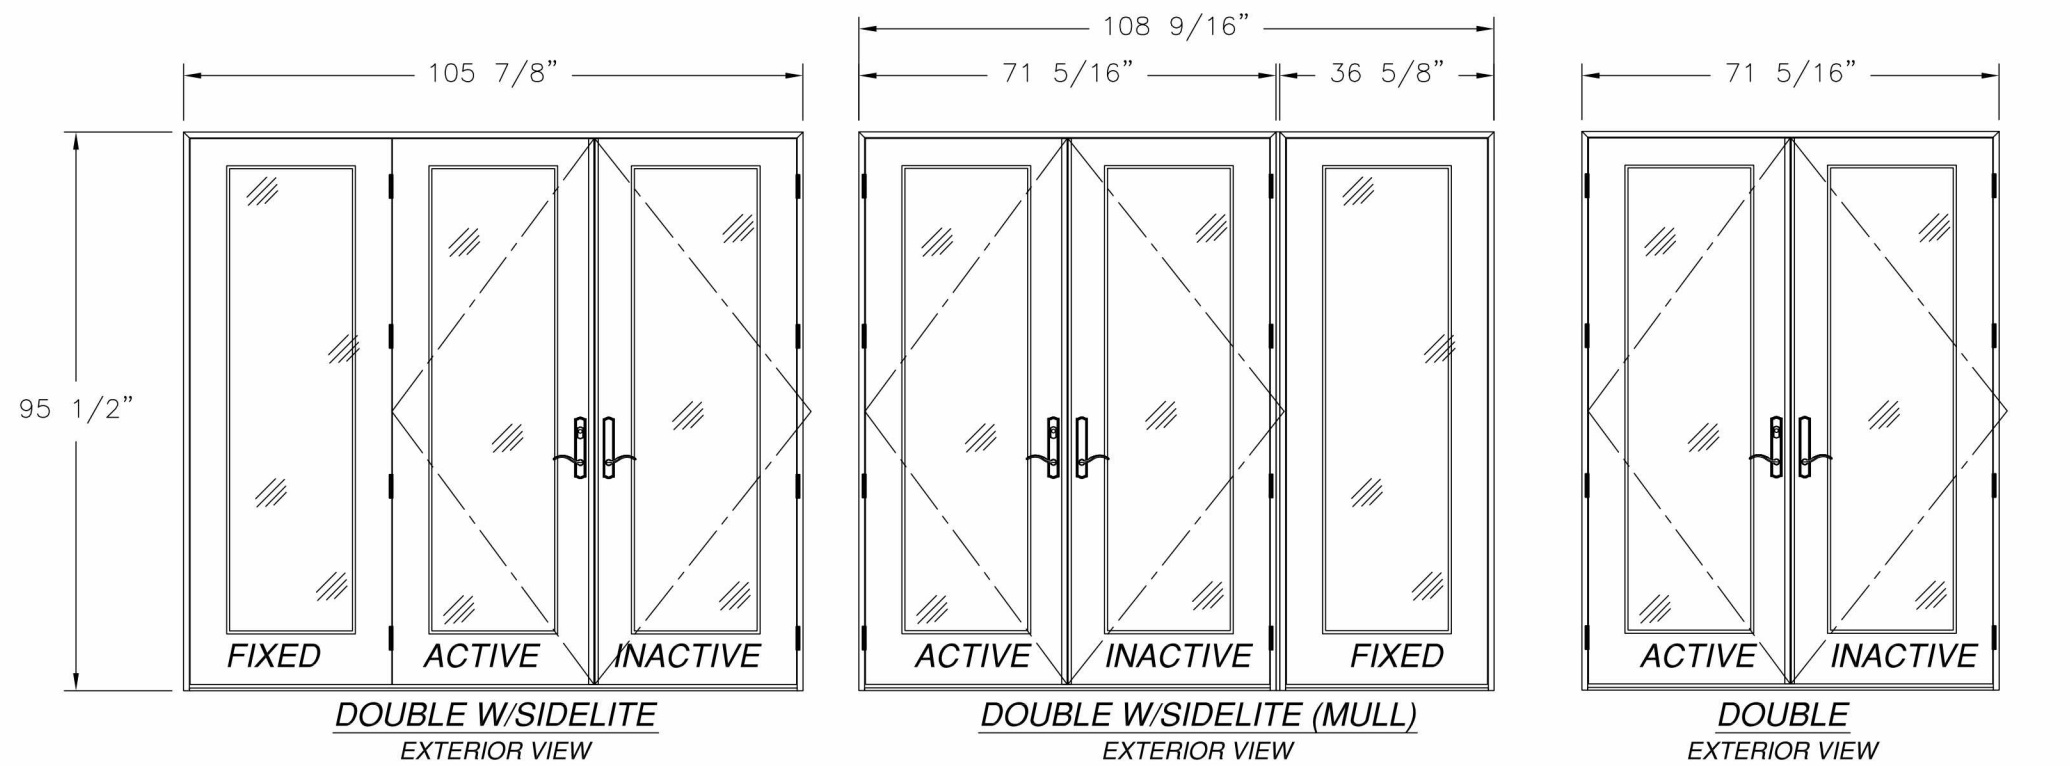 108 9/16”
105 7/8”
71 5/16”
36 5/8”
71 5/16”
95 1/2”
FIXED
ACTIVE
INACTIVE
ACTIVE
INACTIVE
FIXED
ACTIVE
INACTIVE
DOUBLE W/SIDELITE
EXTERIOR VIEW
DOUBLE W/SIDELITE (MULL)
EXTERIOR VIEW
DOUBLE
EXTERIOR VIEW